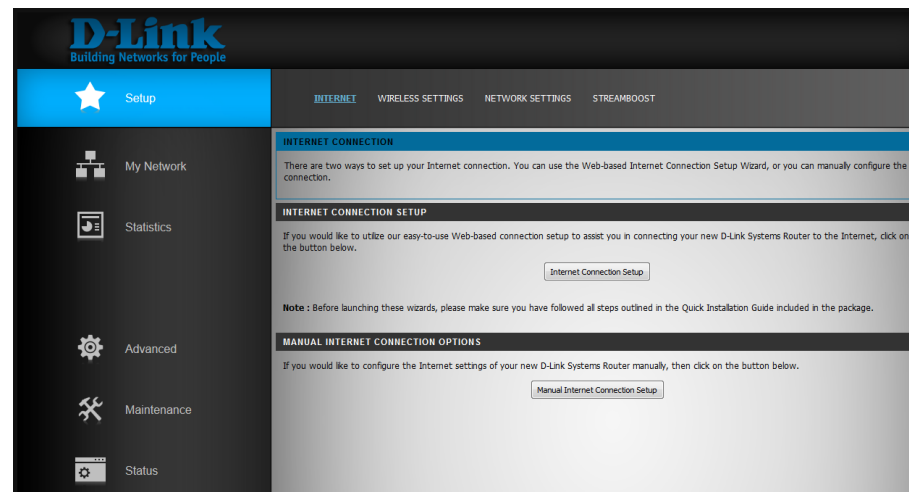 D-Link
Building Networks for People
Setup
INTERNET WIRELESS SETTINGS NETWORK SETTINGS STREAMBOOST
My Network
Statistics
Advanced
Maintenance
Status
INTERNET CONNECTION
There are two ways to set up your Internet connection. You can use the Web-based Internet Connection Setup Wizard, or you can manually configure the
connection.
INTERNET CONNECTION SETUP
If you would like to utilize our easy-to-use Web-based connection setup to assist you in connecting your new D-Link Systems Router to the Internet, click on
the button below.
Internet Connection Setup
Note : Before launching these wizards, please make sure you have followed all steps outlined in the Quick Installation Guide included in the package.
MANUAL INTERNET CONNECTION OPTIONS
If you would like to configure the Internet settings of your new D-Link Systems Router manually, then click on the button below.
Manual Internet Connection Setup